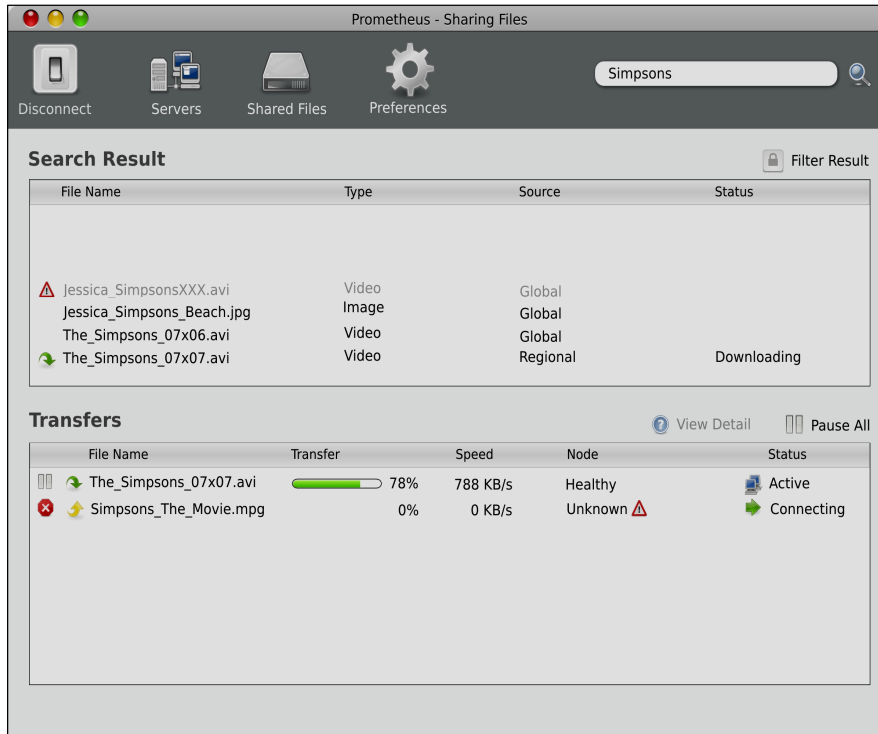 Prometheus - Sharing Files
Simpsons
Disconnect Servers Shared Files Preferences
Search Result
Filter Result
File Name Type Source Status
Jessica_SimpsonsXXX.avi Video Global
Jessica_Simpsons_Beach.jpg Image Global
The_Simpsons_07x06.avi Video Global
The_Simpsons_07x07.avi Video Regional Downloading
Transfers
View Detail Pause All
File Name Transfer Speed Node Status
The_Simpsons_07x07.avi 78% 788 KB/s Healthy Active
Simpsons_The_Movie.mpg 0% 0 KB/s Unknown Connecting